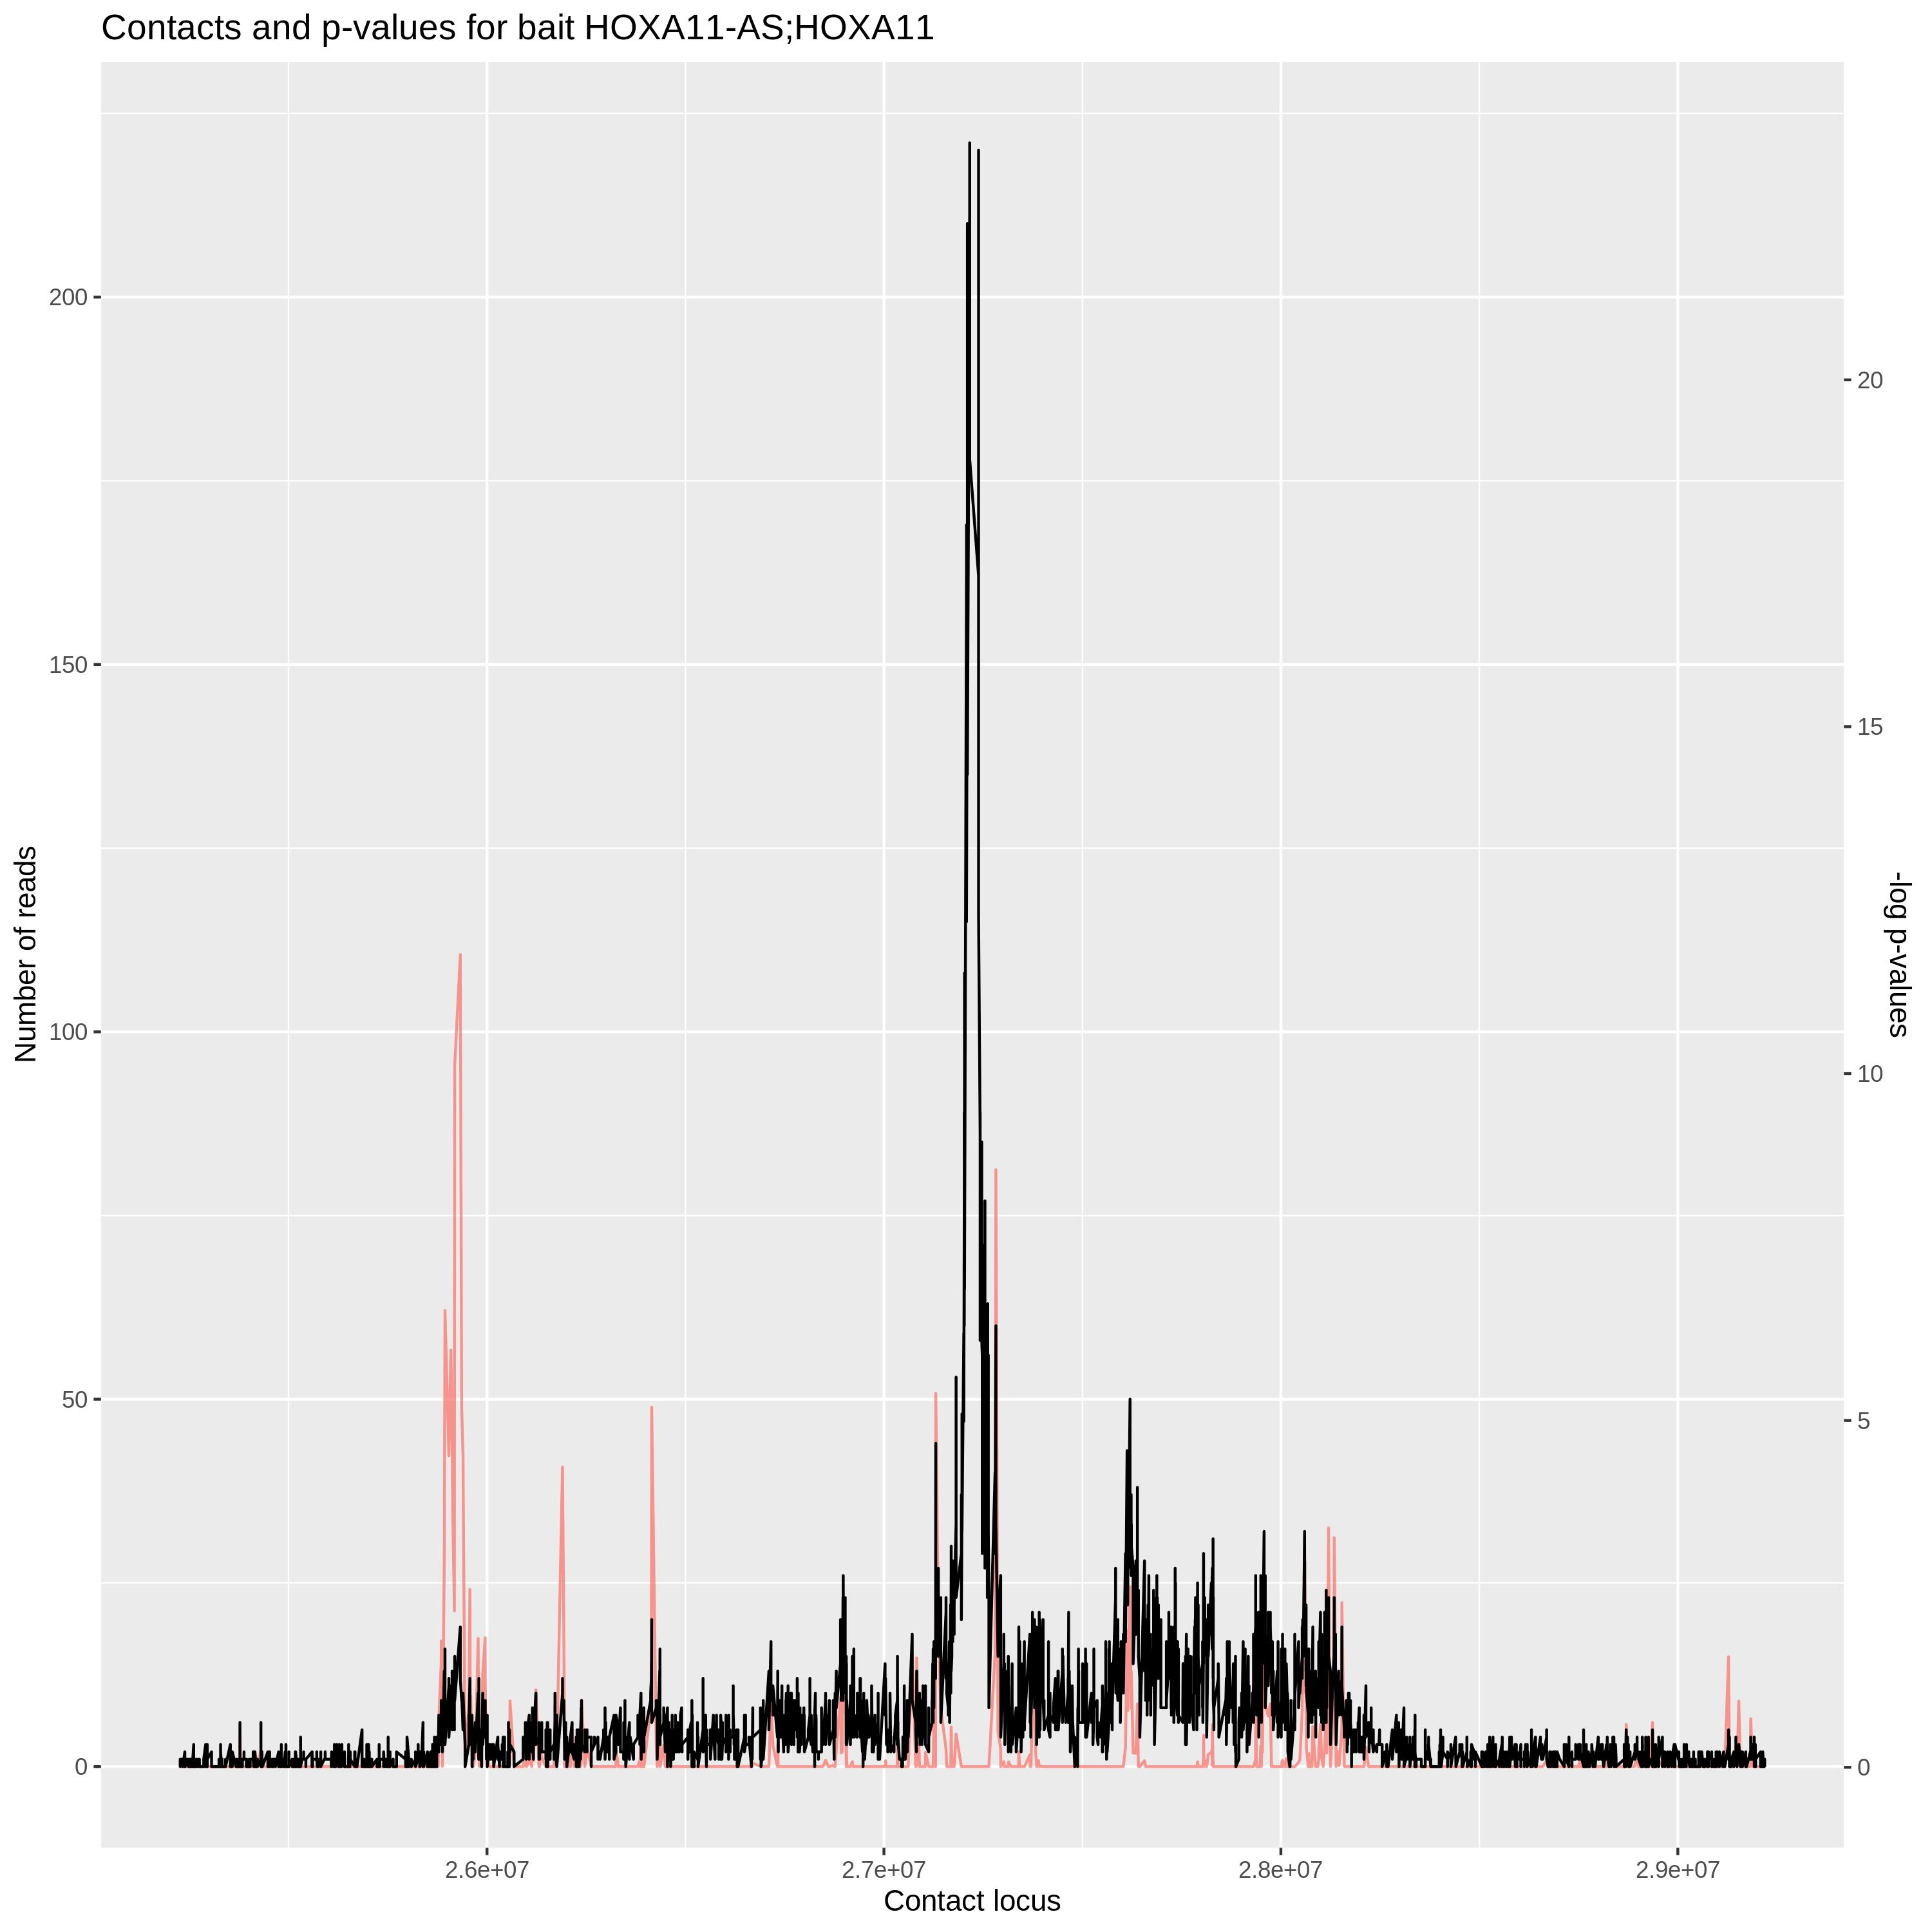 Contacts and p-values for bait HOXA11-AS;HOXA11
Number of reads
200
150
100
50
0
20
15
10
5
0
-log p-values
2.6e+07
2.7e+07
2.8e+07
2.9e+07
Contact locus